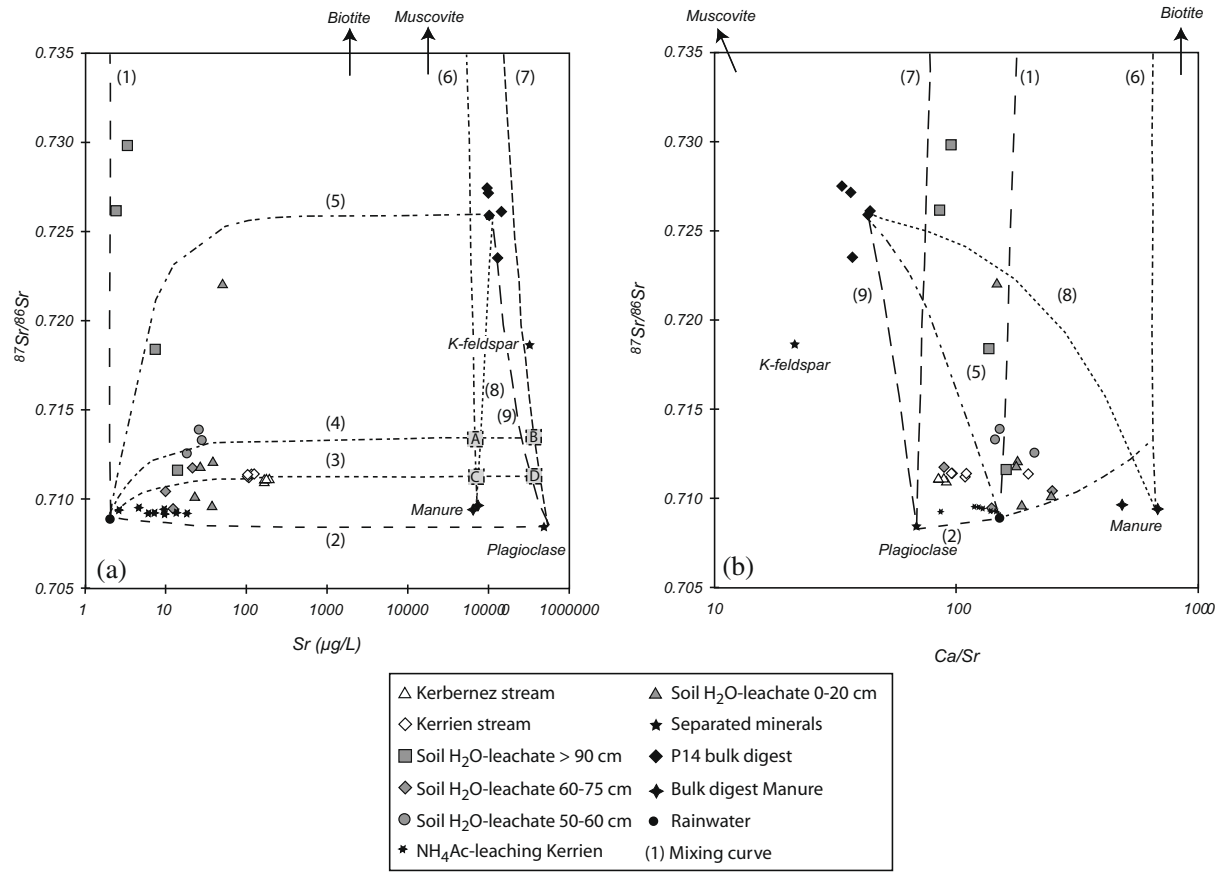 Biotite
Muscovite
0.735
0.730
0.725
0.720
0.715
0.710
0.705
87Sr/86Sr
(1)
(6)
(7)
(5)
K-feldspar
(8)
(9)
(4)
A
B
(3)
C
D
Manure
(2)
Plagioclase
(a)
1
10
100
1000
10000
100000
1000000
Sr (µg/L)
Muscovite
Biotite
0.735
0.730
0.725
0.720
0.715
0.710
0.705
87Sr/86Sr
(7)
(1)
(6)
(9)
(8)
K-feldspar
(5)
Manure
(2)
Plagioclase
(b)
10
100
1000
Ca/Sr
Kerbernez stream
Kerrien stream
Soil H2O-leachate > 90 cm
Soil H2O-leachate 60-75 cm
Soil H2O-leachate 50-60 cm
NH4Ac-leaching Kerrien
Soil H2O-leachate 0-20 cm
Separated minerals
P14 bulk digest
Bulk digest Manure
Rainwater
(1) Mixing curve